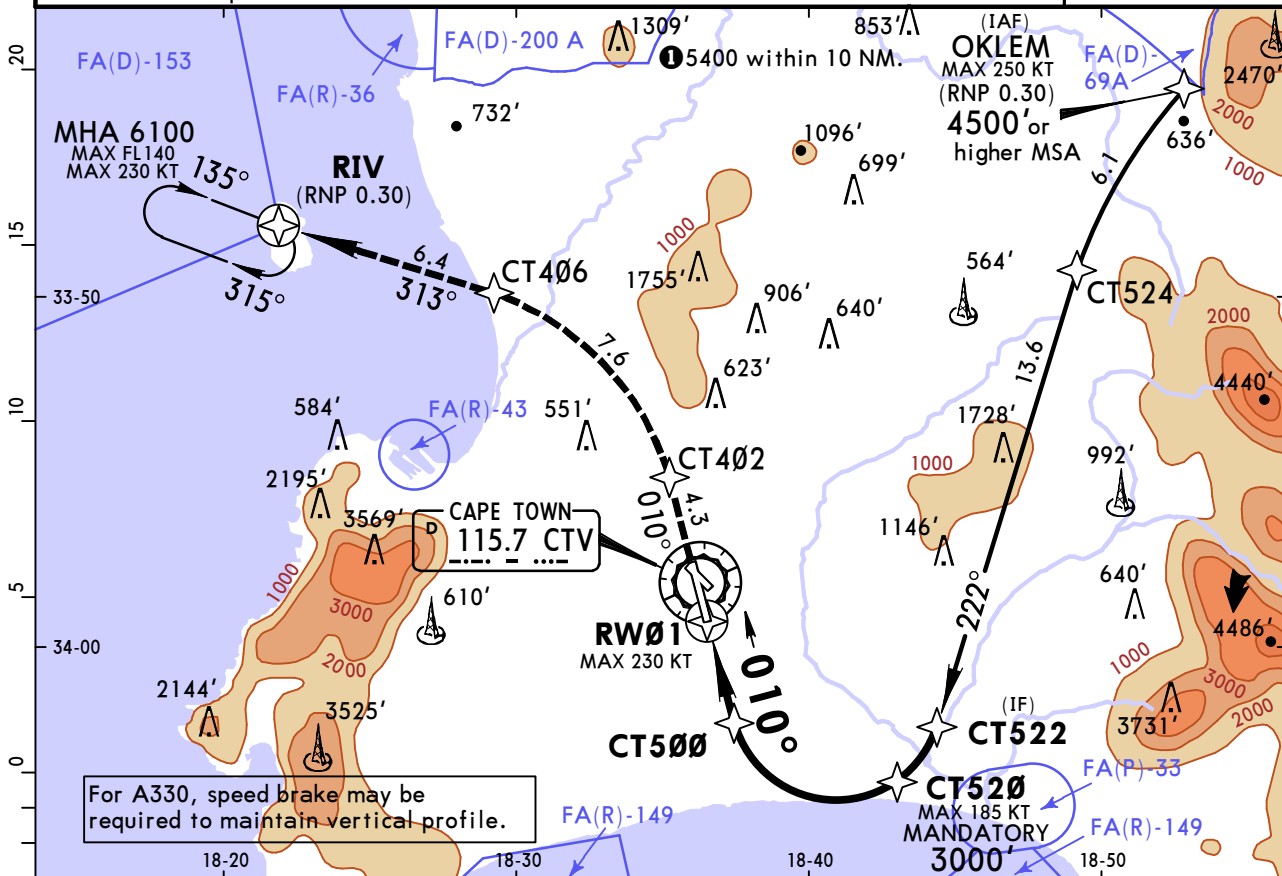 20
15
10
5
0
33-50
34-00
18-20
18-30
18-40
18-50
FA(D)-153
FA(R)-36
FA(D)-200 A
1309'
❶5400 within 10 NM.
853'
(IAF)
OKLEM
MAX 250 KT
(RNP 0.30)
4500' or
higher MSA
FA(D)-
69A
2470'
2000
1000
636'
6.1
732'
1096'
699'
MHA 6100
MAX FL140
MAX 230 KT
135°
315°
RIV
(RNP 0.30)
6.4
313°
CT4Ø6
7.6
1000
1755'
906'
640'
623'
564'
CT524
13.6
2000
4440'
584'
FA(R)-43
551'
CT4Ø2
4.3
010°
1728'
1000
1146'
992'
2195'
3569'
D
CAPE TOWN
115.7 CTV
1000
3000
2000
610'
RWØ1
MAX 230 KT
010°
222°
640'
4486'
1000
3000
2000
3731'
2144'
3525'
CT5ØØ
(IF)
CT522
CT52Ø
MAX 185 KT
MANDATORY
3000'
FA(P)-33
FA(R)-149
FA(R)-149
For A330, speed brake may be
required to maintain vertical profile.